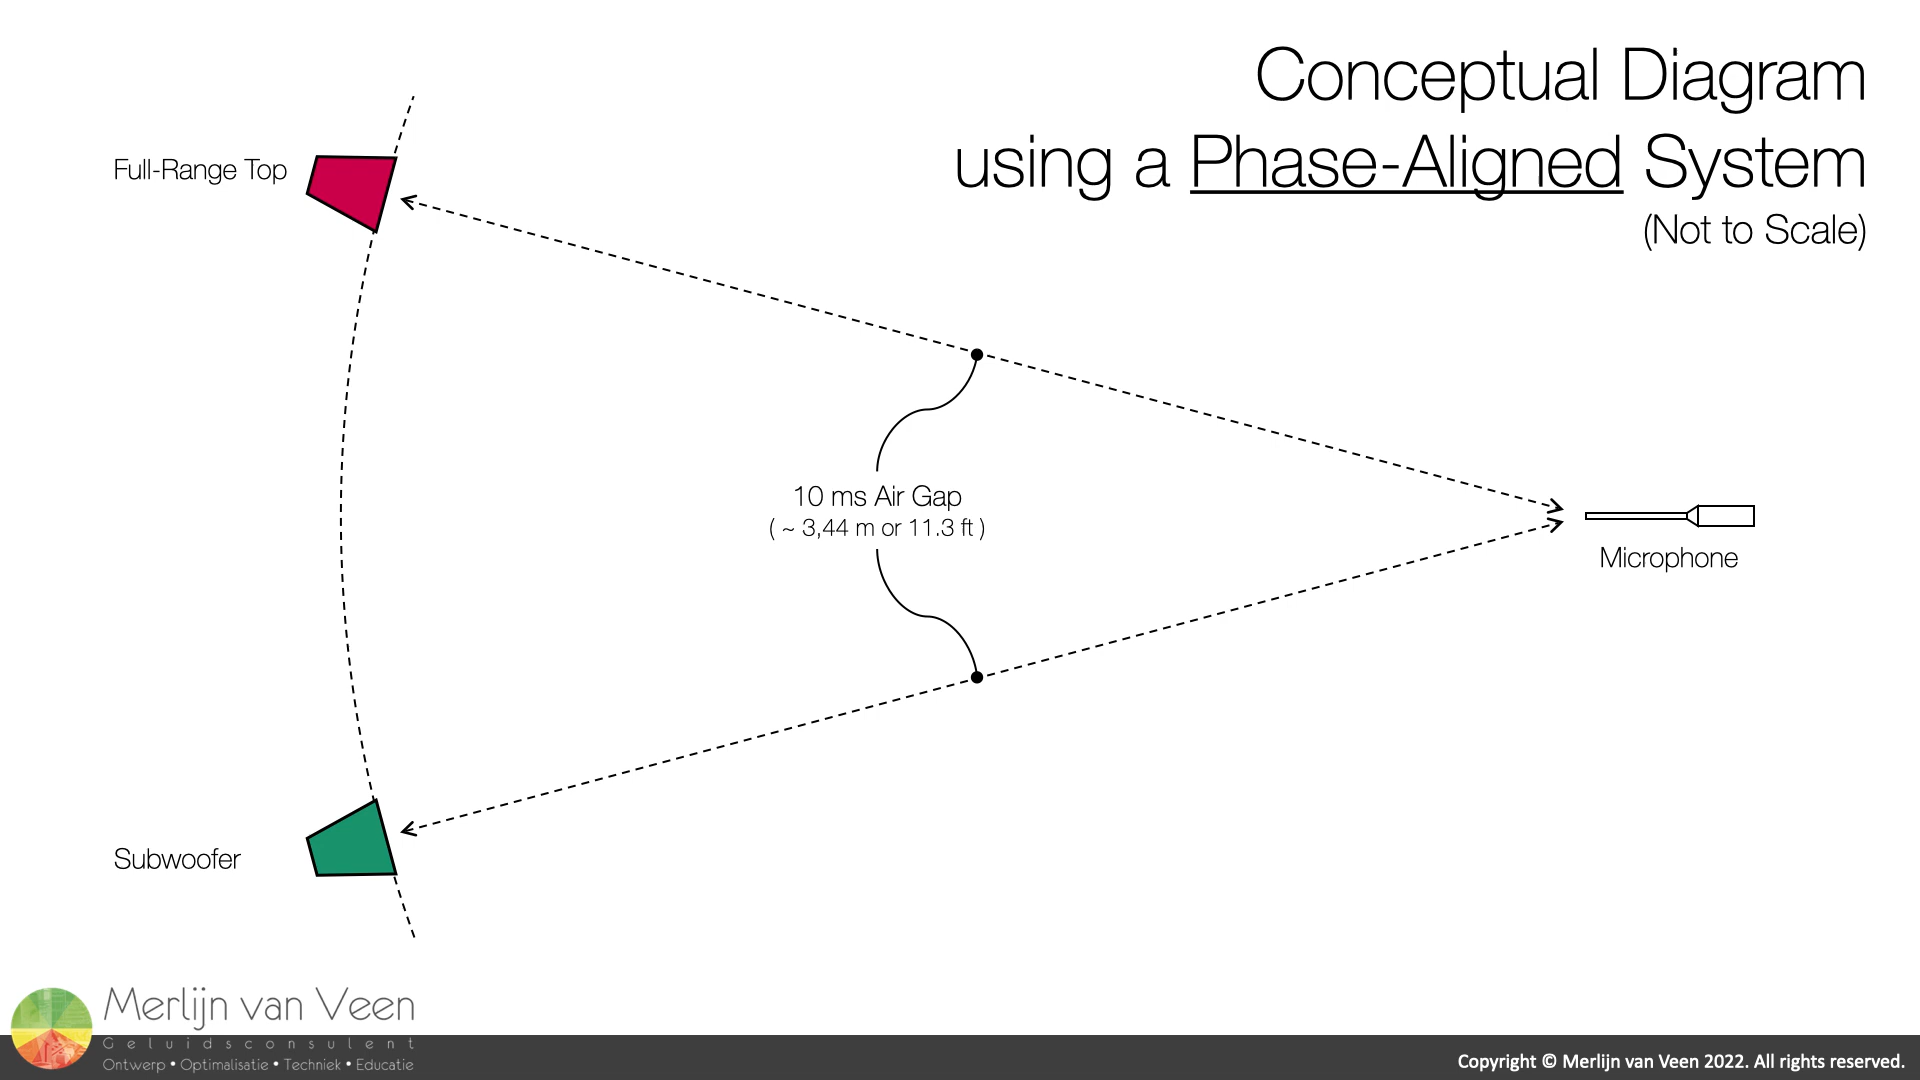 Conceptual Diagram
using a Phase-Aligned System
(Not to Scale)
Full-Range Top
10 ms Air Gap
( ~ 3,44 m or 11.3 ft )
Microphone
Subwoofer
Merlijn van Veen
Geluidsconsulent
Ontwerp • Optimalisatie • Techniek • Educatie
Copyright © Merlijn van Veen 2022. All rights reserved.